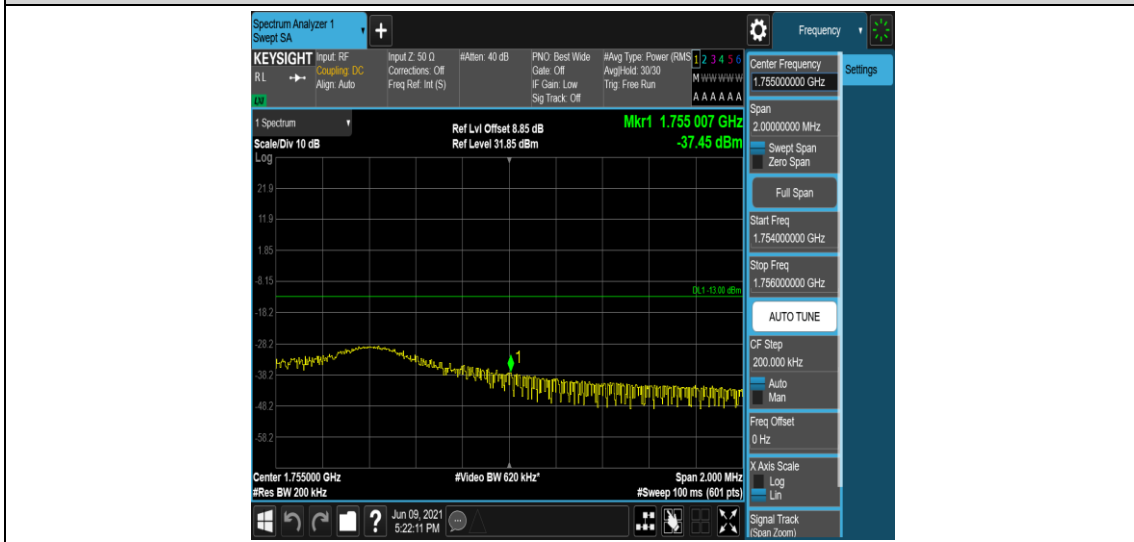 Spectrum Analyzer 1
Swept SA
Frequency
KEYSIGHT
RL
LXI
Input: RF
Coupling: DC
Align: Auto
Input Z: 50 Ω
Corrections: Off
Freq Ref: Int (S)
#Atten: 40 dB
PNO: Best Wide
Gate: Off
IF Gain: Low
Sig Track: Off
#Avg Type: Power (RMS
Avg|Hold: 30/30
Trig: Free Run
1 2 3 4 5 6
M W W W W W
A A A A A A
Center Frequency
1.755000000 GHz
Settings
1 Spectrum
Scale/Div 10 dB
Ref Lvl Offset 8.85 dB
Ref Level 31.85 dBm
Mkr1 1.755 007 GHz
-37.45 dBm
Log
21.9
11.9
1.85
-8.15
-18.2
-28.2
-38.2
-48.2
-58.2
DL1 -13.00 dBm
1
Center 1.755000 GHz
#Res BW 200 kHz
#Video BW 620 kHz*
Span 2.000 MHz
#Sweep 100 ms (601 pts)
Span
2.00000000 MHz
Swept Span
Zero Span
Full Span
Start Freq
1.754000000 GHz
Stop Freq
1.756000000 GHz
AUTO TUNE
CF Step
200.000 kHz
Auto
Man
Freq Offset
0 Hz
X Axis Scale
Log
Lin
Signal Track
(Span Zoom)
?
Jun 09, 2021
5:22:11 PM